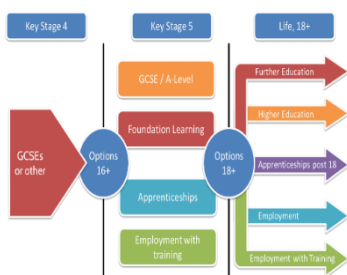 Key Stage 4
Key Stage 5
Life, 18+
GCSEs
or other
Options
16+
GCSE / A-Level
Foundation Learning
Apprenticeships
Employment with
training
Options
18+
Further Education
Higher Education
Apprenticeships post 18
Employment
Employment with Training